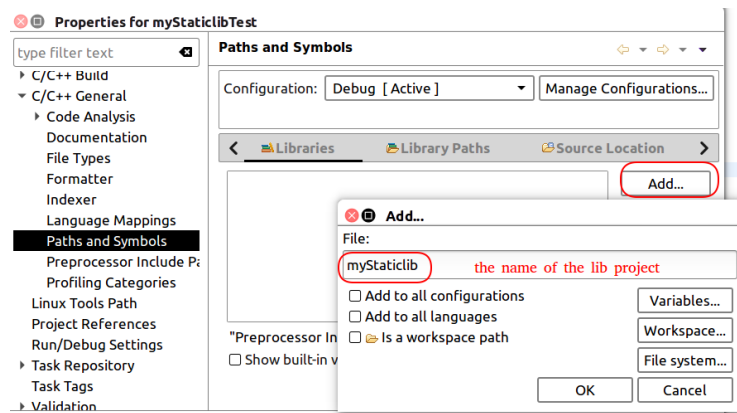 Properties for myStaticlibTest
type filter text
C/C++ Build
C/C++ General
Code Analysis
Documentation
File Types
Formatter
Indexer
Language Mappings
Paths and Symbols
Preprocessor Include Pa
Profiling Categories
Linux Tools Path
Project References
Run/Debug Settings
Task Repository
Task Tags
Validation
Paths and Symbols
Configuration: Debug [ Active ] Manage Configurations...
Libraries Library Paths Source Location
Add...
"Preprocessor In
Show built-in v
Add...
File:
myStaticlib the name of the lib project
Add to all configurations
Add to all languages
Is a workspace path
Variables...
Workspace...
File system...
OK Cancel